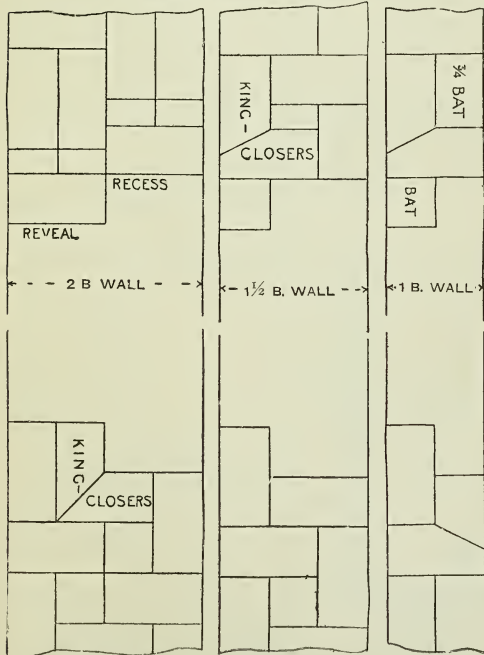 KING-
CLOSERS
¾ BAT
BAT
RECESS
REVEAL
2 B WALL
1½ B. WALL
1 B. WALL
KING-
CLOSERS